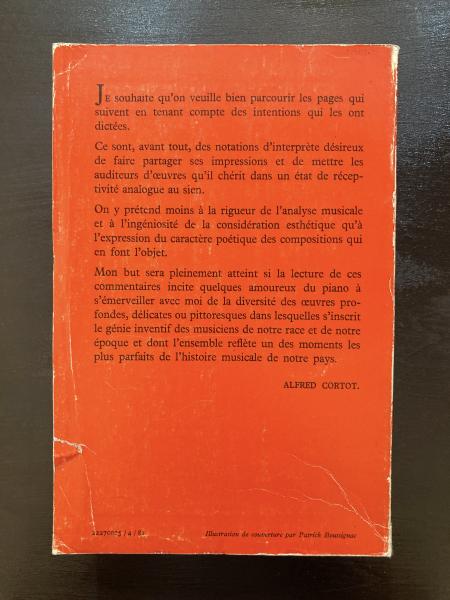 JE souhaite qu'on veuille bien parcourir les pages qui
suivent en tenant compte des intentions qui les ont
dictées.
Ce sont, avant tout, des notations d'interprète désireux
de faire partager ses impressions et de mettre les
auditeurs d'œuvres qu'il chérit dans un état de récep-
tivité analogue au sien.
On y prétend moins à la rigueur de l'analyse musicale
et à l'ingéniosité de la considération esthétique qu'à
l'expression du caractère poétique des compositions qui
en font l'objet.
Mon but sera pleinement atteint si la lecture de ces
commentaires incite quelques amoureux du piano à
s'émerveiller avec moi de la diversité des œuvres pro-
fondes, délicates ou pittoresques dans lesquelles s'inscrit
le génie inventif des musiciens de notre race et de notre
époque et dont l'ensemble reflète un des moments les
plus parfaits de l'histoire musicale de notre pays.
ALFRED CORTOT.
/ 4 / 81
Illustration de couverture par Patrick